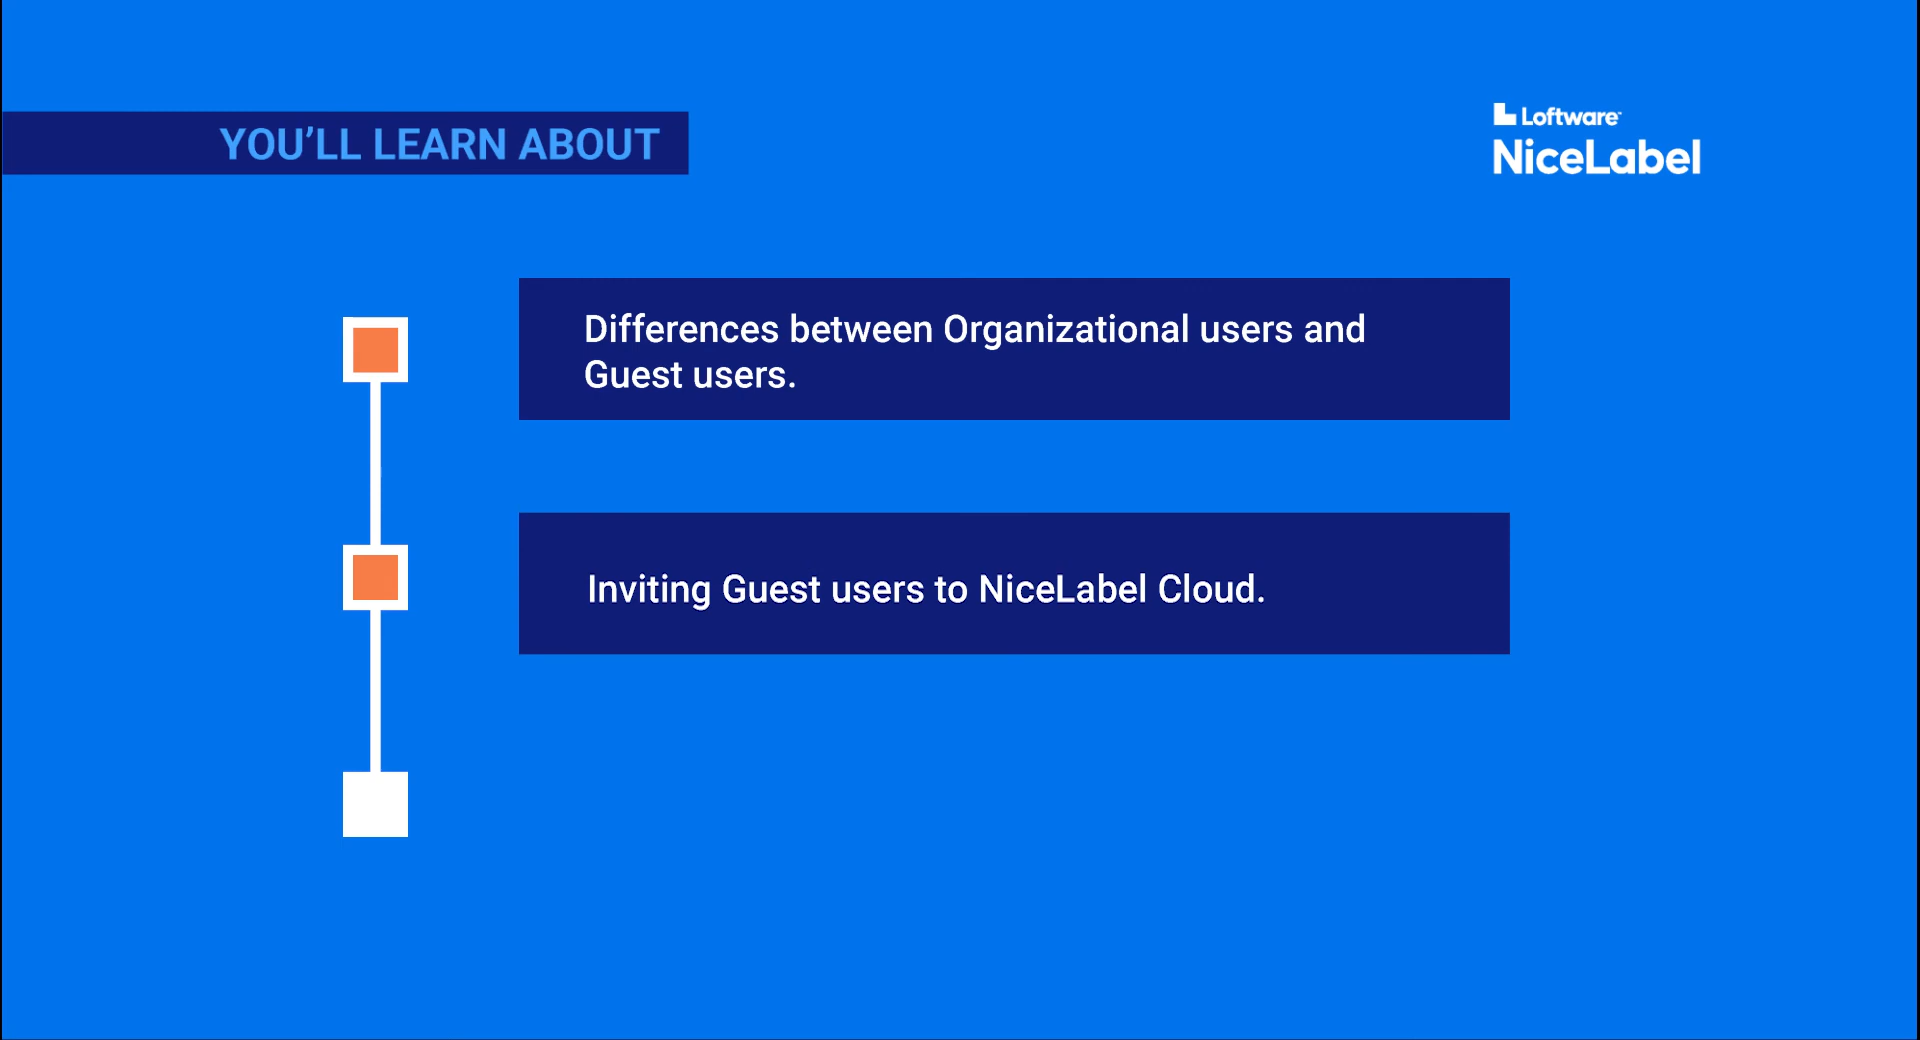 YOU'LL LEARN ABOUT
Loftware
NiceLabel
Differences between Organizational users and
Guest users.
Inviting Guest users to NiceLabel Cloud.